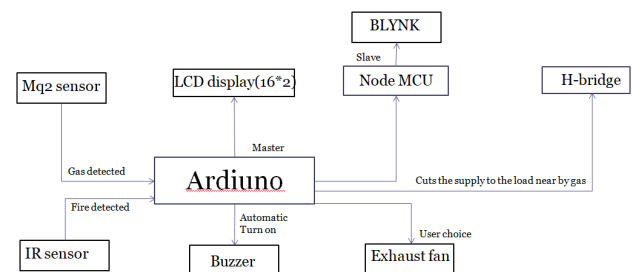 BLYNK
Slave
LCD display(16*2)
Node MCU
H-bridge
Mq2 sensor
Master
Gas detected
Ardiuno
Cuts the supply to the load near by gas
Fire detected
Automatic
Turn on
User choice
IR sensor
Buzzer
Exhaust fan